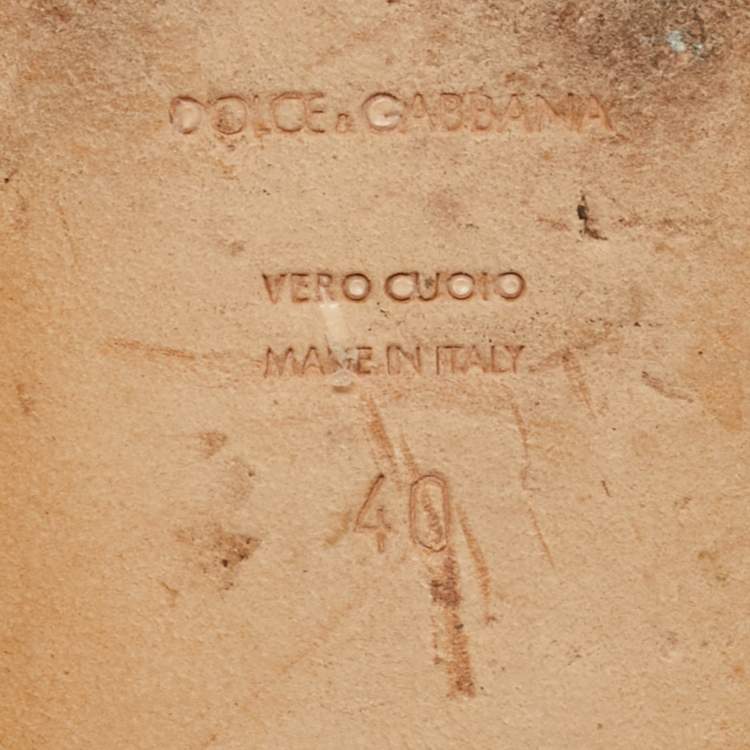 DOLCE & GABBANA
VERO CUOIO
MADE IN ITALY
40